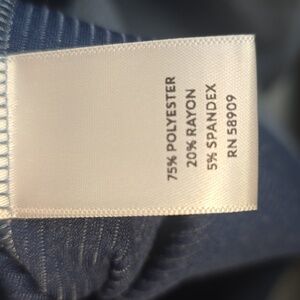 75% POLYESTER
20% RAYON
5% SPANDEX
RN 58909